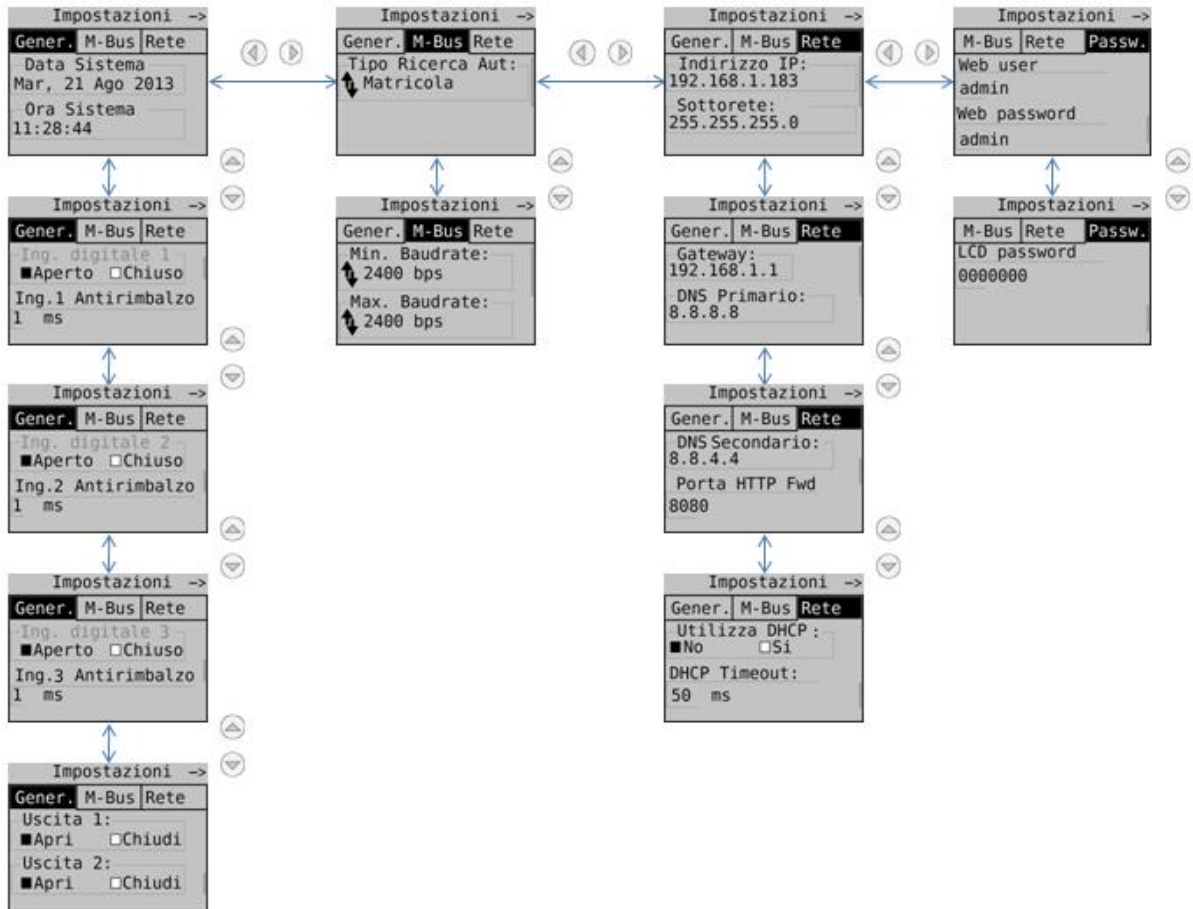 Impostazioni ->
Gener. M-Bus Rete
Data Sistema
Mar, 21 Ago 2013
Ora Sistema
11:28:44
Impostazioni ->
Gener. M-Bus Rete
Ing. digitale 1
■Aperto □Chiuso
Ing.1 Antirimbalzo
1 ms
Impostazioni ->
Gener. M-Bus Rete
Ing. digitale 2
■Aperto □Chiuso
Ing.2 Antirimbalzo
1 ms
Impostazioni ->
Gener. M-Bus Rete
Ing. digitale 3
■Aperto □Chiuso
Ing.3 Antirimbalzo
1 ms
Impostazioni ->
Gener. M-Bus Rete
Uscita 1:
■Apri □Chiudi
Uscita 2:
■Apri □Chiudi
Impostazioni ->
Gener. M-Bus Rete
Tipo Ricerca Aut:
Matricola
Impostazioni ->
Gener. M-Bus Rete
Min. Baudrate:
2400 bps
Max. Baudrate:
2400 bps
Impostazioni ->
Gener. M-Bus Rete
Indirizzo IP:
192.168.1.183
Sottorete:
255.255.255.0
Impostazioni ->
Gener. M-Bus Rete
Gateway:
192.168.1.1
DNS Primario:
8.8.8.8
Impostazioni ->
Gener. M-Bus Rete
DNS Secondario:
8.8.4.4
Porta HTTP Fwd
8080
Impostazioni ->
Gener. M-Bus Rete
Utilizza DHCP :
■No □Si
DHCP Timeout:
50 ms
Impostazioni ->
M-Bus Rete Passw.
Web user
admin
Web password
admin
Impostazioni ->
M-Bus Rete Passw.
LCD password
0000000